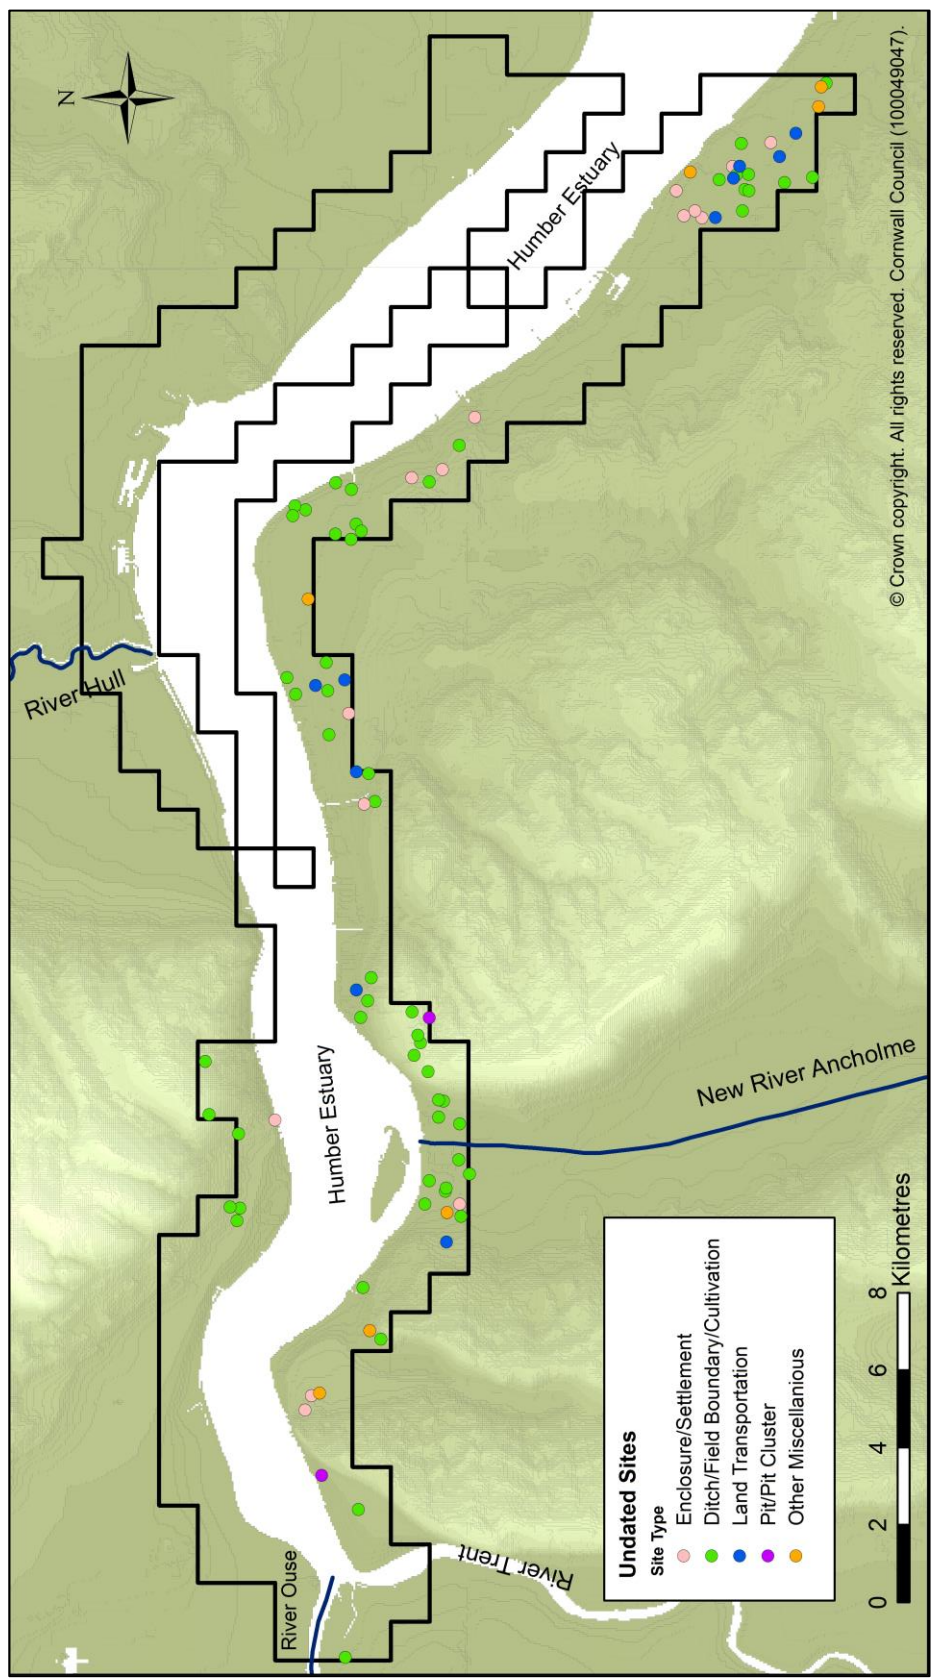 N
River Hull
Humber Estuary
Humber Estuary
New River Ancholme
River Ouse
River Trent
Undated Sites
Site Type
Enclosure/Settlement
Ditch/Field Boundary/Cultivation
Land Transportation
Pit/Pit Cluster
Other Miscellanious
0 2 4 6 8
Kilometres
© Crown copyright. All rights reserved. Cornwall Council (100049047).